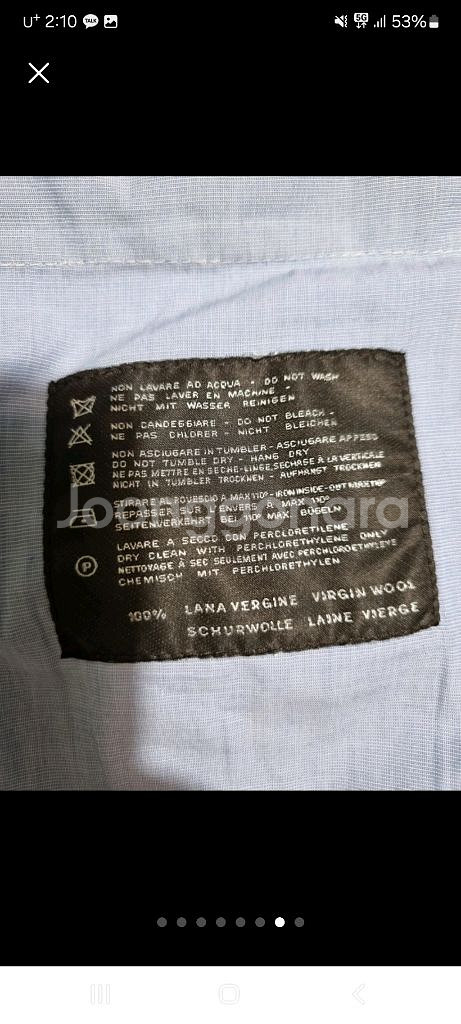 U⁺ 2:10 TALK 5G 53%
NON LAVARE AD ACQUA - DO NOT WASH
NE PAS LAVER EN MACHINE -
NICHT MIT WASSER REINIGEN
NON CANDEGGIARE - DO NOT BLEACH -
NE PAS CHLORER - NICHT BLEICHEN
NON ASCIUGARE IN TUMBLER - ASCIUGARE APPESO
DO NOT TUMBLE DRY - HANG DRY
NE PAS METTRE EN SECHE-LINGE, SECHAGE À LA VERTICALE
NICHT IN TUMBLER TROCKNEN - AUFHANGT TROCKNEN
STIRARE AL ROVESCIO A MAX 110° - IRON INSIDE-OUT MAX 110°
REPASSER SUR L'ENVERS À MAX 110°
SEITENVERKEHRT BEI 110° MAX. BÜGELN
Joonggonara
LAVARE A SECCO CON PERCLORETILENE
DRY CLEAN WITH PERCHLORETHYLENE ONLY
NETTOYAGE À SEC SEULEMENT AVEC PERCHLOROETHYLENE
CHEMISCH MIT PERCHLORETHYLEN
P
100% LANA VERGINE VIRGIN WOOL
SCHURWOLLE LAINE VIERGE